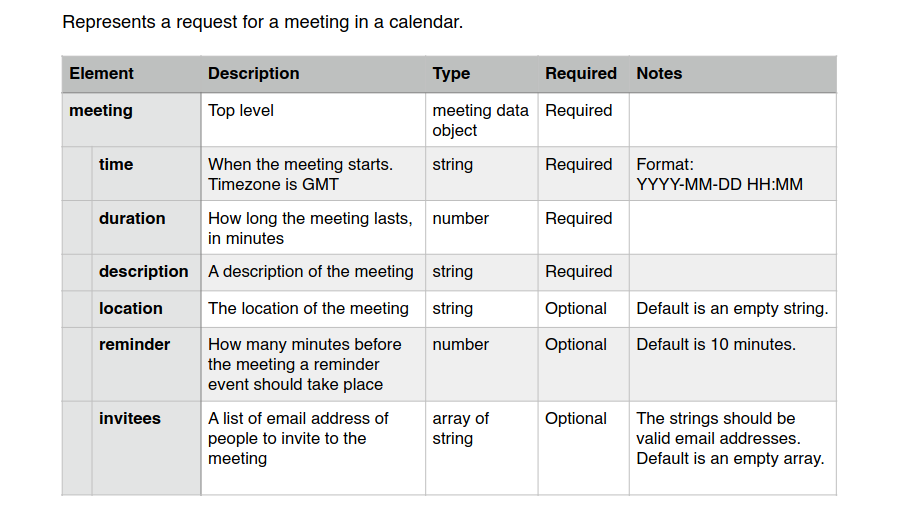 Represents a request for a meeting in a calendar.
Element Description Type Required Notes
meeting Top level meeting data object Required
time When the meeting starts. Timezone is GMT string Required Format: YYYY-MM-DD HH:MM
duration How long the meeting lasts, in minutes number Required
description A description of the meeting string Required
location The location of the meeting string Optional Default is an empty string.
reminder How many minutes before the meeting a reminder event should take place number Optional Default is 10 minutes.
invitees A list of email address of people to invite to the meeting array of string Optional The strings should be valid email addresses. Default is an empty array.